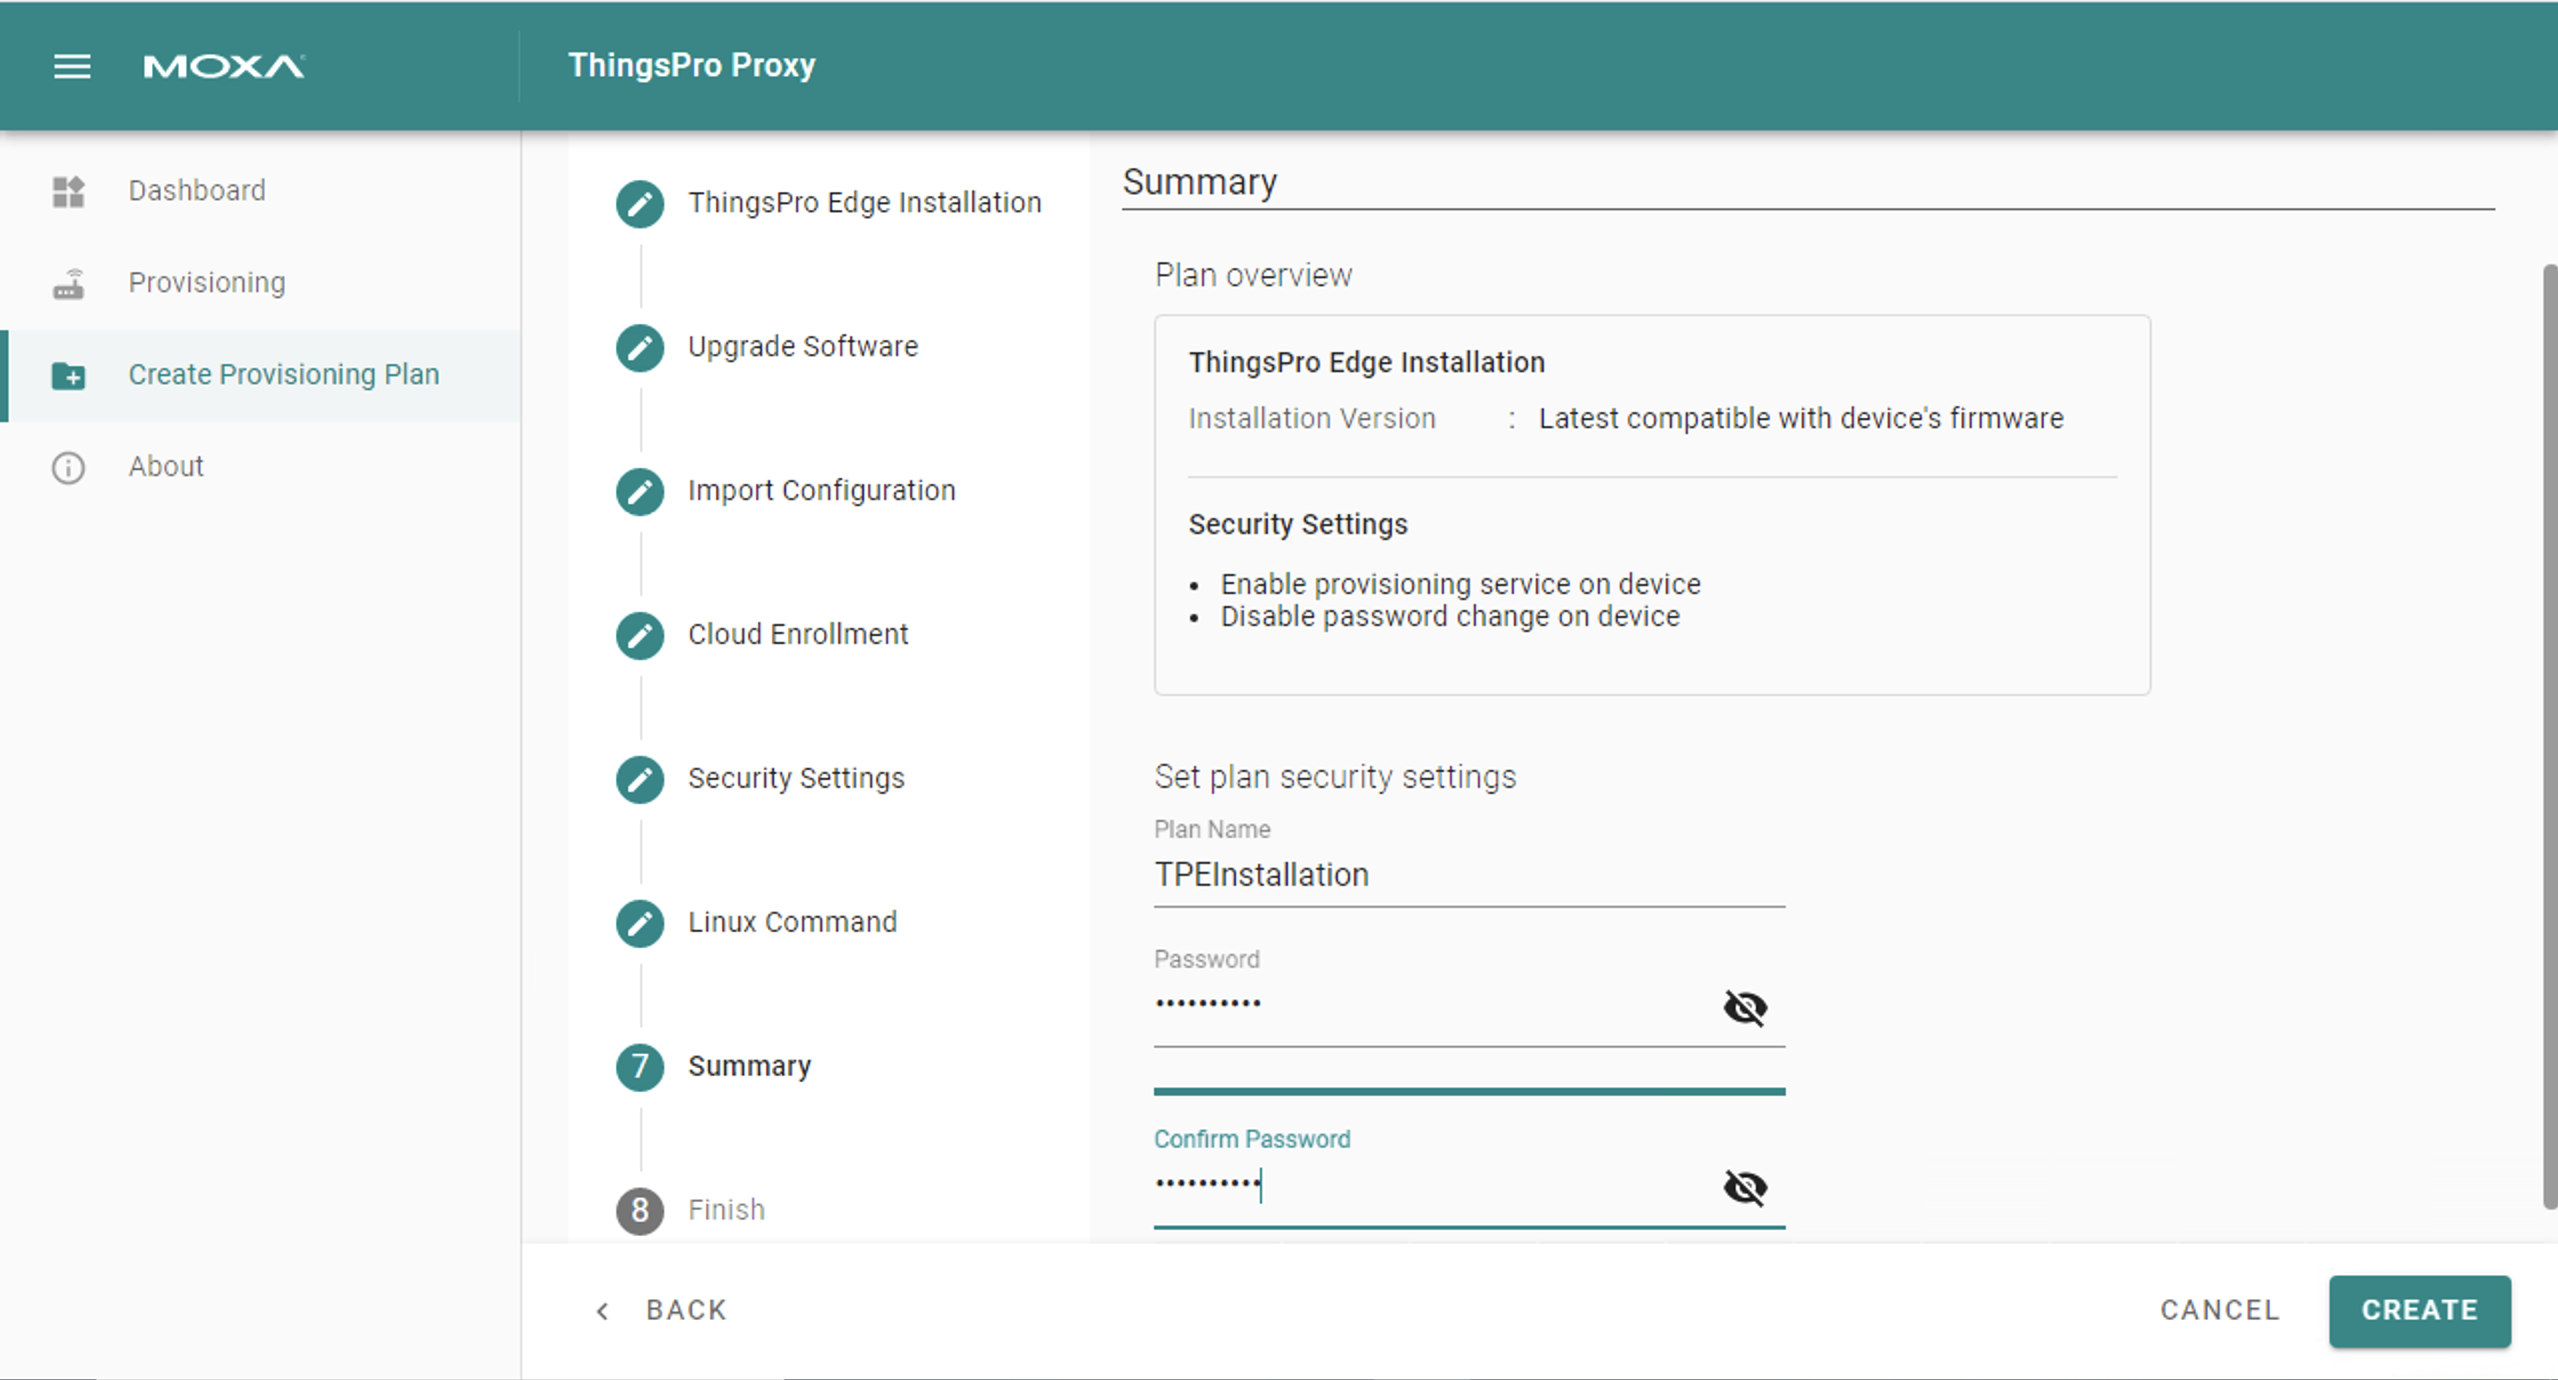 MOXA
ThingsPro Proxy
Dashboard
Provisioning
Create Provisioning Plan
About
ThingsPro Edge Installation
Upgrade Software
Import Configuration
Cloud Enrollment
Security Settings
Linux Command
7 Summary
8 Finish
Summary
Plan overview
ThingsPro Edge Installation
Installation Version : Latest compatible with device's firmware
Security Settings
• Enable provisioning service on device
• Disable password change on device
Set plan security settings
Plan Name
TPEInstallation
Password
••••••••••
Confirm Password
••••••••••
BACK
CANCEL
CREATE